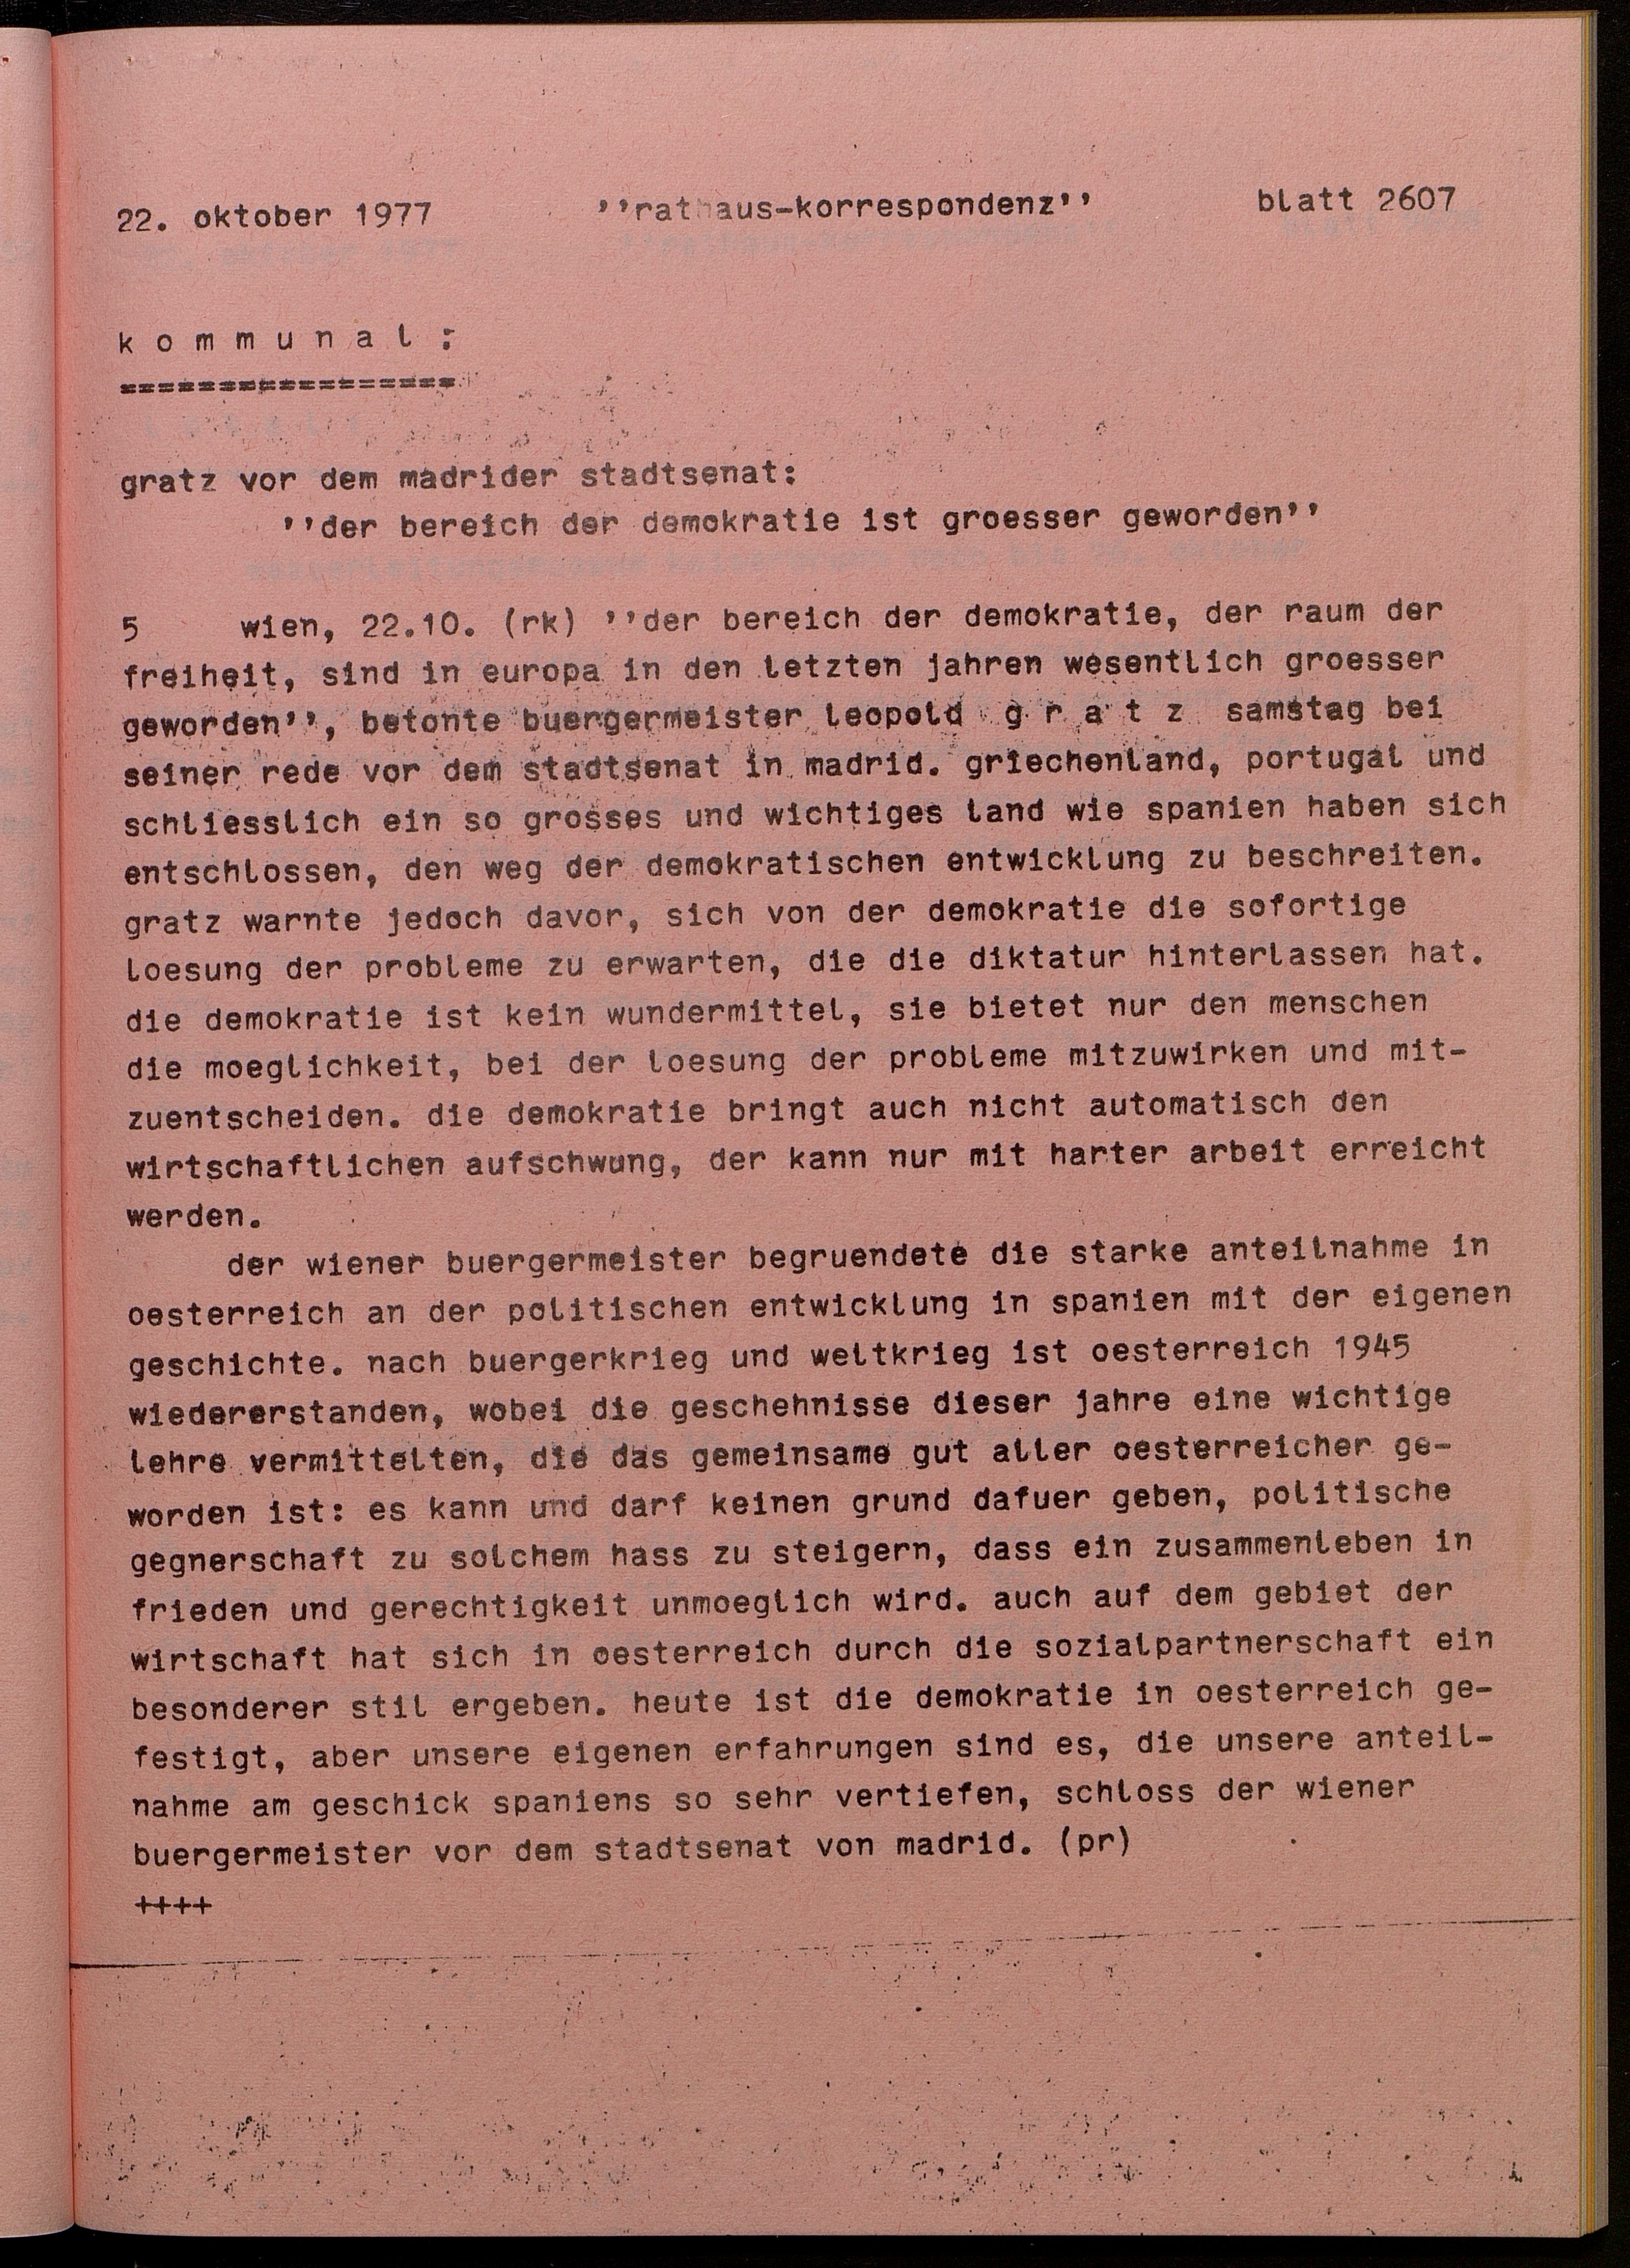 22. oktober 1977 ''rathaus-korrespondenz'' blatt 2607
k o m m u n a l :
=================
gratz vor dem madrider stadtsenat:
''der bereich der demokratie ist groesser geworden''
5 wien, 22.10. (rk) ''der bereich der demokratie, der raum der
freiheit, sind in europa in den letzten jahren wesentlich groesser
geworden'', betonte buergermeister leopold g r a t z samstag bei
seiner rede vor dem stadtsenat in madrid. griechenland, portugal und
schliesslich ein so grosses und wichtiges land wie spanien haben sich
entschlossen, den weg der demokratischen entwicklung zu beschreiten.
gratz warnte jedoch davor, sich von der demokratie die sofortige
loesung der probleme zu erwarten, die die diktatur hinterlassen hat.
die demokratie ist kein wundermittel, sie bietet nur den menschen
die moeglichkeit, bei der loesung der probleme mitzuwirken und mit-
zuentscheiden. die demokratie bringt auch nicht automatisch den
wirtschaftlichen aufschwung, der kann nur mit harter arbeit erreicht
werden.
der wiener buergermeister begruendete die starke anteilnahme in
oesterreich an der politischen entwicklung in spanien mit der eigenen
geschichte. nach buergerkrieg und weltkrieg ist oesterreich 1945
wiedererstanden, wobei die geschehnisse dieser jahre eine wichtige
lehre vermittelten, die das gemeinsame gut aller oesterreicher ge-
worden ist: es kann und darf keinen grund dafuer geben, politische
gegnerschaft zu solchem hass zu steigern, dass ein zusammenleben in
frieden und gerechtigkeit unmoeglich wird. auch auf dem gebiet der
wirtschaft hat sich in oesterreich durch die sozialpartnerschaft ein
besonderer stil ergeben. heute ist die demokratie in oesterreich ge-
festigt, aber unsere eigenen erfahrungen sind es, die unsere anteil-
nahme am geschick spaniens so sehr vertiefen, schloss der wiener
buergermeister vor dem stadtsenat von madrid. (pr)
++++